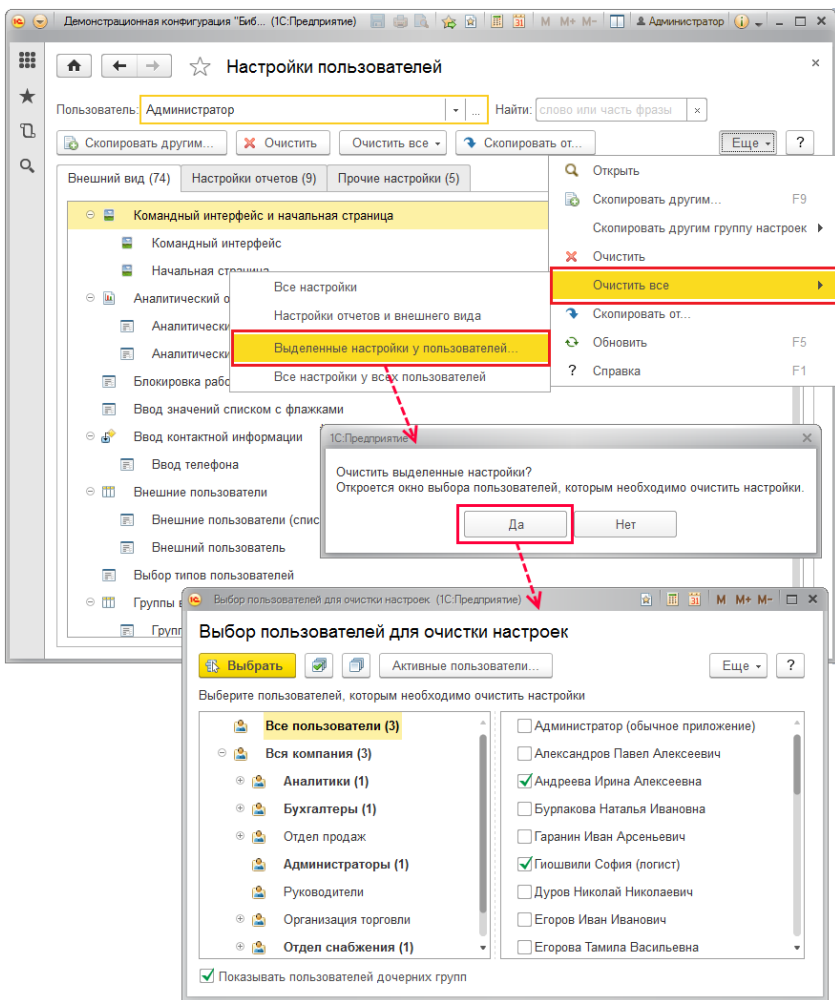 Демонстрационная конфигурация "Биб... (1С:Предприятие) M M+ M- Администратор
Настройки пользователей
Пользователь: Администратор Найти: слово или часть фразы
Скопировать другим... Очистить Очистить все Скопировать от... Еще ?
Внешний вид (74) Настройки отчетов (9) Прочие настройки (5)
Открыть
Скопировать другим... F9
Скопировать другим группу настроек
Очистить
Очистить все
Скопировать от...
Обновить F5
Справка F1
Командный интерфейс и начальная страница
Командный интерфейс
Начальная страница
Аналитический о
Аналитически
Аналитически
Блокировка рабо
Ввод значений списком с флажками
Ввод контактной информации
Ввод телефона
Внешние пользователи
Внешние пользователи (спис
Внешний пользователь
Выбор типов пользователей
Группы в
Групп
Все настройки
Настройки отчетов и внешнего вида
Выделенные настройки у пользователей...
Все настройки у всех пользователей
1С:Предприятие
Очистить выделенные настройки?
Откроется окно выбора пользователей, которым необходимо очистить настройки.
Да Нет
Выбор пользователей для очистки настроек (1С:Предприятие) 31 M M+ M-
Выбор пользователей для очистки настроек
Выбрать Активные пользователи... Еще ?
Выберите пользователей, которым необходимо очистить настройки
Все пользователи (3)
Вся компания (3)
Аналитики (1)
Бухгалтеры (1)
Отдел продаж
Администраторы (1)
Руководители
Организация торговли
Отдел снабжения (1)
Администратор (обычное приложение)
Александров Павел Алексеевич
Андреева Ирина Алексеевна
Бурлакова Наталья Ивановна
Гаранин Иван Арсеньевич
Гиошвили София (логист)
Дуров Николай Николаевич
Егоров Иван Иванович
Егорова Тамила Васильевна
Показывать пользователей дочерних групп